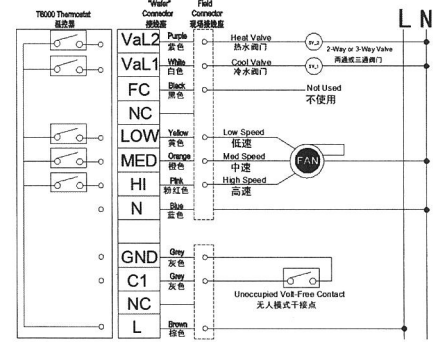 "Wafer"
Connector
接线座
Field
Connector
现场接线座
T6000 Thermostat
温控器
L N
VaL2 Purple
紫色
Heat Valve
热水阀门
SV_2
2-Way or 3-Way Valve
两通或三通阀门
VaL1 White
白色
Cool Valve
冷水阀门
SV_1
FC Black
黑色
Not Used
不使用
NC
LOW Yellow
黄色
Low Speed
低速
MED Orange
橙色
Med Speed
中速
FAN
HI Pink
粉红色
High Speed
高速
N Blue
蓝色
GND Grey
灰色
C1 Grey
灰色
Unoccupied Volt-Free Contact
无人模式干接点
NC
L Brown
棕色